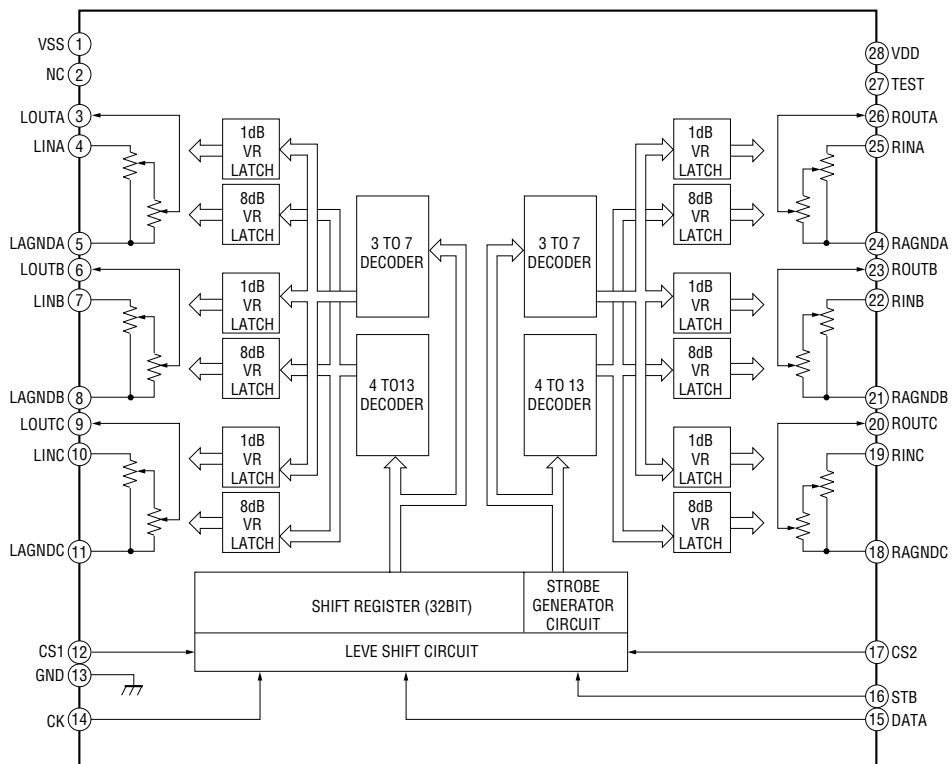 VSS 1
NC 2
LOUTA 3
LINA 4
LAGNDA 5
LOUTB 6
LINB 7
LAGNDB 8
LOUTC 9
LINC 10
LAGNDC 11
CS1 12
GND 13
CK 14
1dB
VR
LATCH
8dB
VR
LATCH
1dB
VR
LATCH
8dB
VR
LATCH
1dB
VR
LATCH
8dB
VR
LATCH
3 TO 7
DECODER
4 TO13
DECODER
3 TO 7
DECODER
4 TO 13
DECODER
1dB
VR
LATCH
8dB
VR
LATCH
1dB
VR
LATCH
8dB
VR
LATCH
1dB
VR
LATCH
8dB
VR
LATCH
SHIFT REGISTER (32BIT)
STROBE
GENERATOR
CIRCUIT
LEVE SHIFT CIRCUIT
28 VDD
27 TEST
26 ROUTA
25 RINA
24 RAGNDA
23 ROUTB
22 RINB
21 RAGNDB
20 ROUTC
19 RINC
18 RAGNDC
17 CS2
16 STB
15 DATA